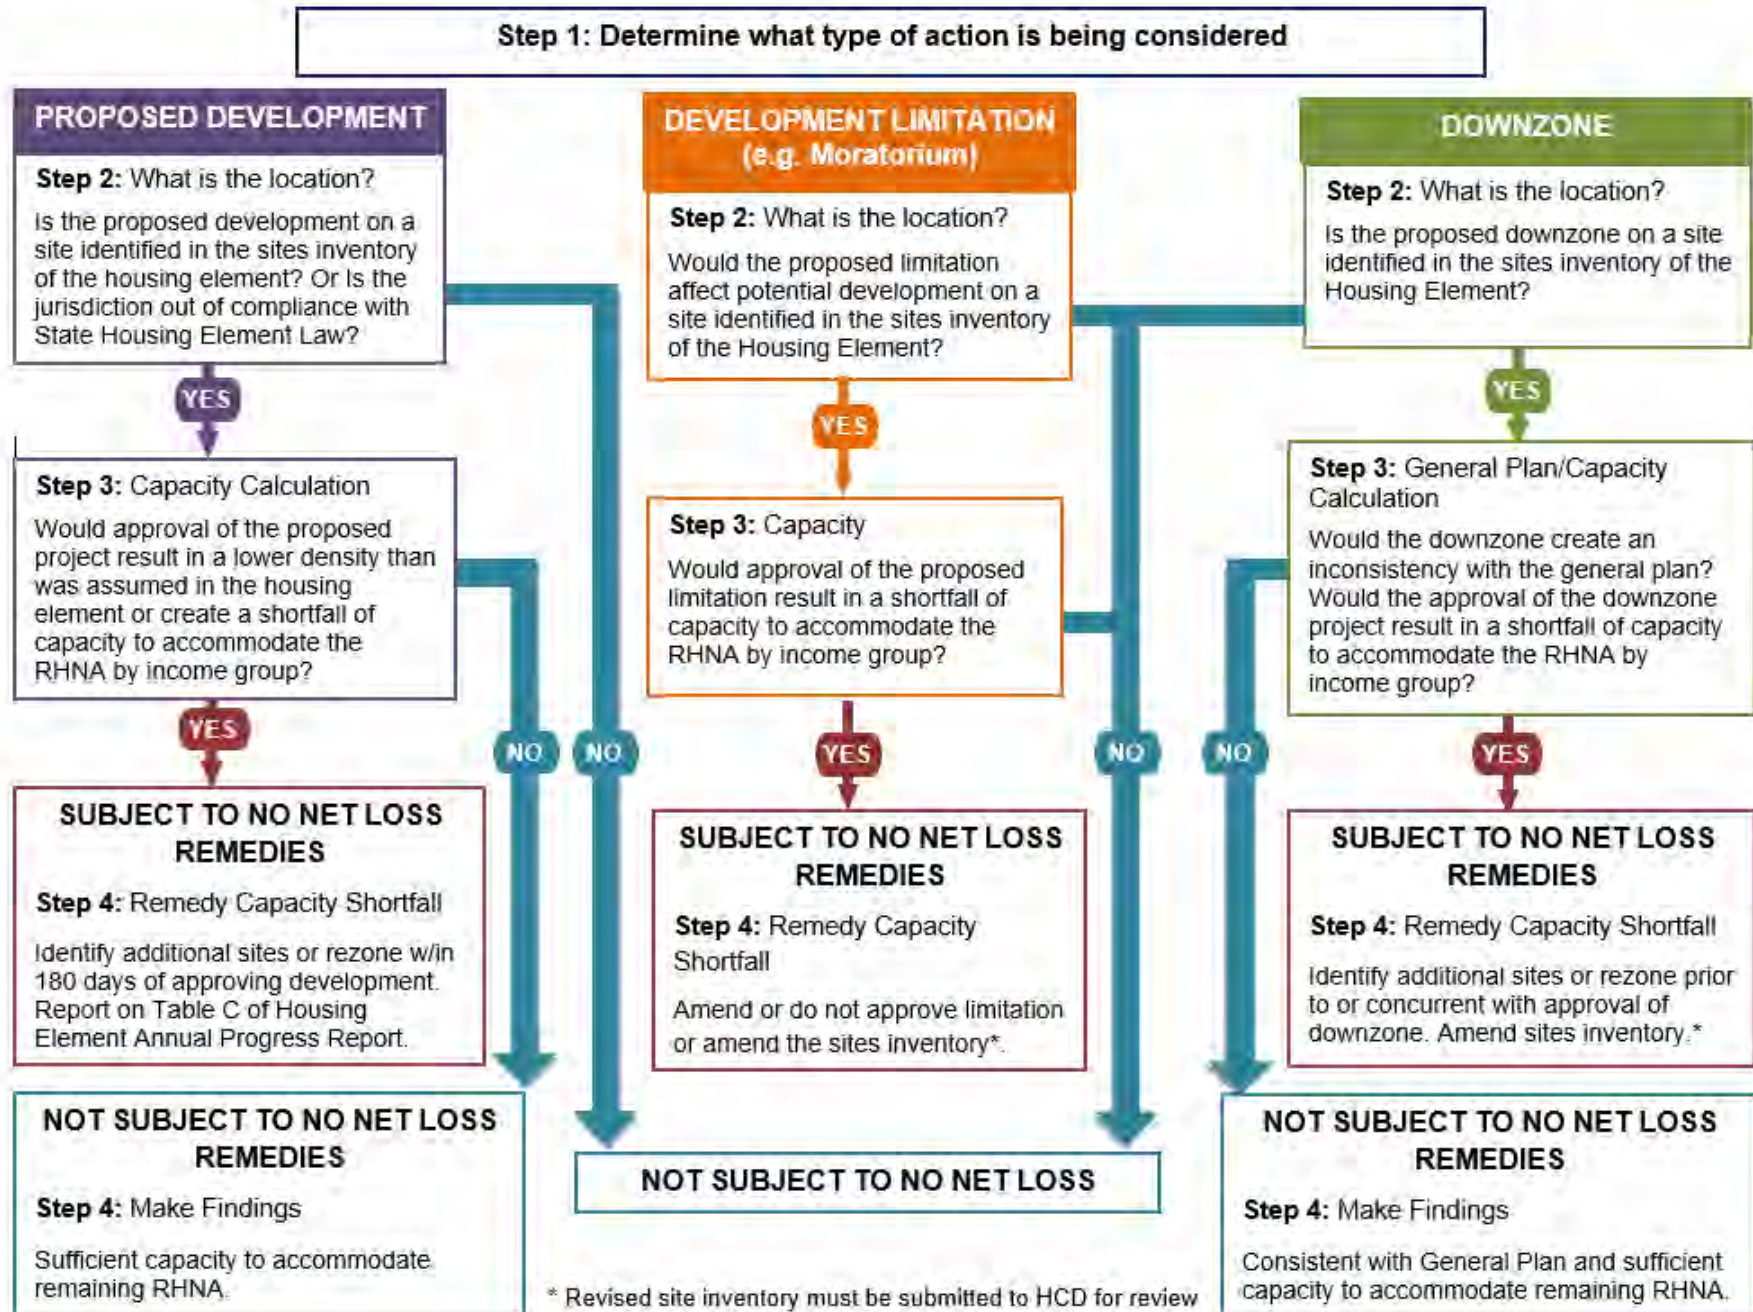 Step 1: Determine what type of action is being considered
PROPOSED DEVELOPMENT
Step 2: What is the location?
Is the proposed development on a
site identified in the sites inventory
of the housing element? Or Is the
jurisdiction out of compliance with
State Housing Element Law?
YES
Step 3: Capacity Calculation
Would approval of the proposed
project result in a lower density than
was assumed in the housing
element or create a shortfall of
capacity to accommodate the
RHNA by income group?
YES
NO
NO
SUBJECT TO NO NET LOSS
REMEDIES
Step 4: Remedy Capacity Shortfall
Identify additional sites or rezone w/in
180 days of approving development.
Report on Table C of Housing
Element Annual Progress Report.
NOT SUBJECT TO NO NET LOSS
REMEDIES
Step 4: Make Findings
Sufficient capacity to accommodate
remaining RHNA.
DEVELOPMENT LIMITATION
(e.g. Moratorium)
Step 2: What is the location?
Would the proposed limitation
affect potential development on a
site identified in the sites inventory
of the Housing Element?
YES
Step 3: Capacity
Would approval of the proposed
limitation result in a shortfall of
capacity to accommodate the
RHNA by income group?
YES
NO
SUBJECT TO NO NET LOSS
REMEDIES
Step 4: Remedy Capacity
Shortfall
Amend or do not approve limitation
or amend the sites inventory*.
NOT SUBJECT TO NO NET LOSS
* Revised site inventory must be submitted to HCD for review
DOWNZONE
Step 2: What is the location?
Is the proposed downzone on a site
identified in the sites inventory of the
Housing Element?
YES
Step 3: General Plan/Capacity
Calculation
Would the downzone create an
inconsistency with the general plan?
Would the approval of the downzone
project result in a shortfall of capacity
to accommodate the RHNA by
income group?
NO
YES
SUBJECT TO NO NET LOSS
REMEDIES
Step 4: Remedy Capacity Shortfall
Identify additional sites or rezone prior
to or concurrent with approval of
downzone. Amend sites inventory.*
NOT SUBJECT TO NO NET LOSS
REMEDIES
Step 4: Make Findings
Consistent with General Plan and sufficient
capacity to accommodate remaining RHNA.